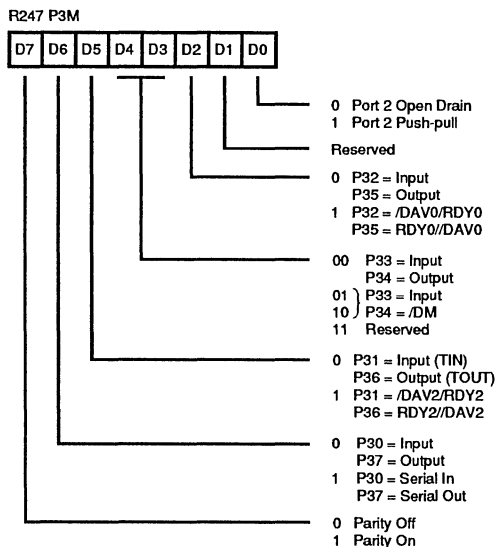 R247 P3M
D7 D6 D5 D4 D3 D2 D1 D0
0 Port 2 Open Drain
1 Port 2 Push-pull
Reserved
0 P32 = Input
P35 = Output
1 P32 = /DAV0/RDY0
P35 = RDY0//DAV0
00 P33 = Input
P34 = Output
01 } P33 = Input
10 } P34 = /DM
11 Reserved
0 P31 = Input (TIN)
P36 = Output (TOUT)
1 P31 = /DAV2/RDY2
P36 = RDY2//DAV2
0 P30 = Input
P37 = Output
1 P30 = Serial In
P37 = Serial Out
0 Parity Off
1 Parity On